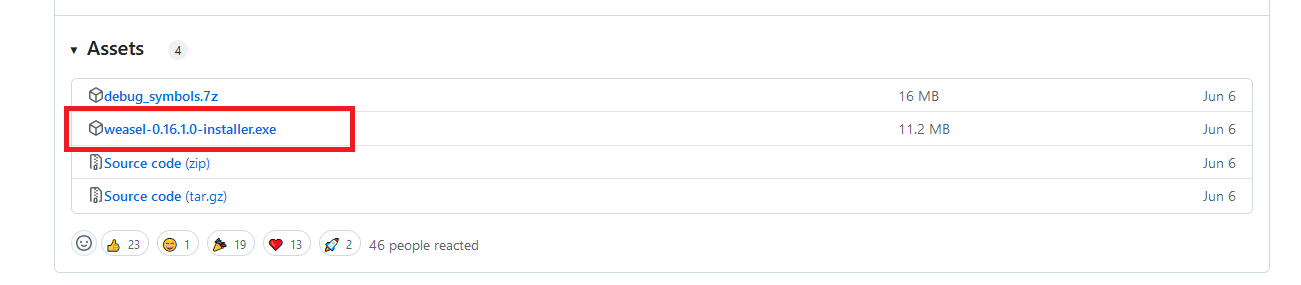 Assets 4
debug_symbols.7z 16 MB Jun 6
weasel-0.16.1.0-installer.exe 11.2 MB Jun 6
Source code (zip) Jun 6
Source code (tar.gz) Jun 6
👍 23 😄 1 🎉 19 ❤️ 13 🚀 2 46 people reacted